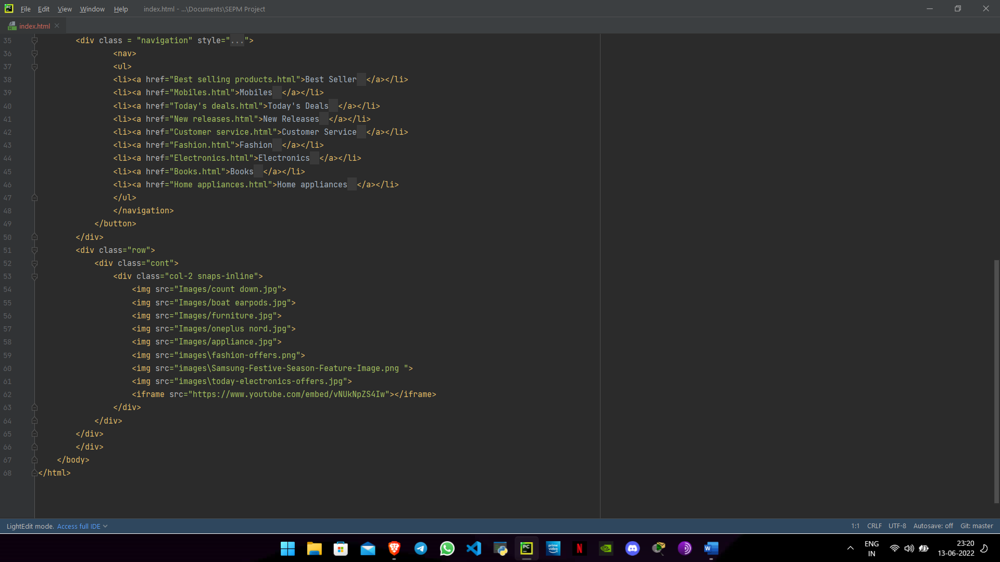 PC File Edit View Window Help index.html - ...\Documents\SEPM Project
index.html
35 <div class = "navigation" style="...">
36 <nav>
37 <ul>
38 <li><a href="Best selling products.html">Best Seller </a></li>
39 <li><a href="Mobiles.html">Mobiles </a></li>
40 <li><a href="Today's deals.html">Today's Deals </a></li>
41 <li><a href="New releases.html">New Releases </a></li>
42 <li><a href="Customer service.html">Customer Service </a></li>
43 <li><a href="Fashion.html">Fashion </a></li>
44 <li><a href="Electronics.html">Electronics </a></li>
45 <li><a href="Books.html">Books </a></li>
46 <li><a href="Home appliances.html">Home appliances </a></li>
47 </ul>
48 </navigation>
49 </button>
50 </div>
51 <div class="row">
52 <div class="cont">
53 <div class="col-2 snaps-inline">
54 <img src="Images/count down.jpg">
55 <img src="Images/boat earpods.jpg">
56 <img src="Images/furniture.jpg">
57 <img src="Images/oneplus nord.jpg">
58 <img src="Images/appliance.jpg">
59 <img src="images\fashion-offers.png">
60 <img src="images\Samsung-Festive-Season-Feature-Image.png ">
61 <img src="images\today-electronics-offers.jpg">
62 <iframe src="https://www.youtube.com/embed/vNUkNpZS4Iw"></iframe>
63 </div>
64 </div>
65 </div>
66 </div>
67 </body>
68 </html>
LightEdit mode. Access full IDE 1:1 CRLF UTF-8 Autosave: off Git: master
PC prime video N W ENG 23:20
IN 13-06-2022